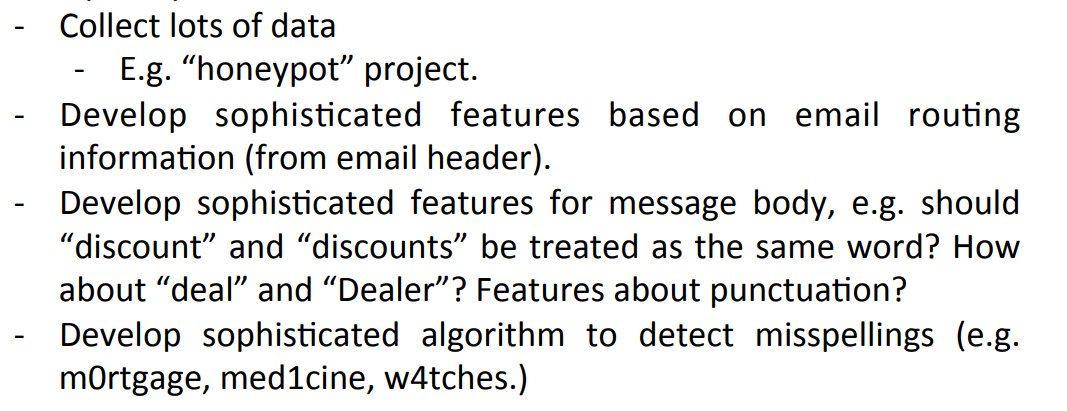 - Collect lots of data
- E.g. “honeypot” project.
- Develop sophisticated features based on email routing
information (from email header).
- Develop sophisticated features for message body, e.g. should
“discount” and “discounts” be treated as the same word? How
about “deal” and “Dealer”? Features about punctuation?
- Develop sophisticated algorithm to detect misspellings (e.g.
m0rtgage, med1cine, w4tches.)